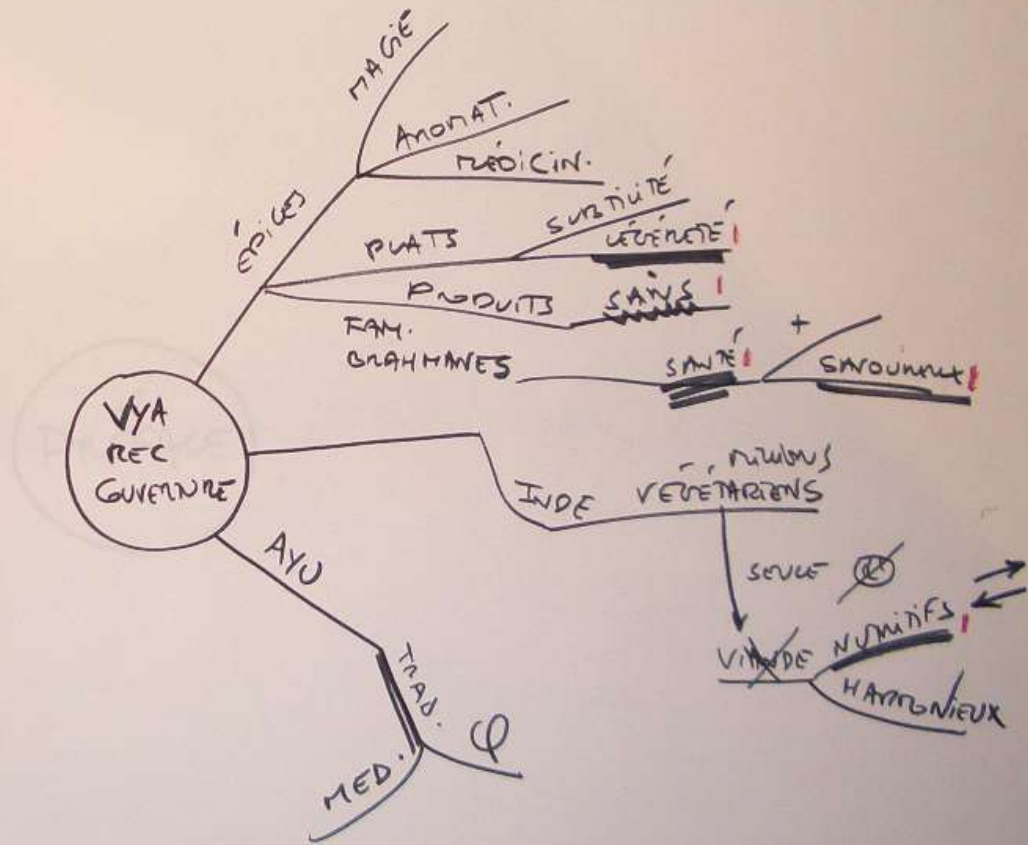 MAGIE
AROMAT.
MÉDICIN.
ÉPICES
SUBTILITÉ
PLATS
LÉGÈRETÉ
PRODUITS
SAINS
FAM.
BRAHMANES
SANTÉ
+
SAVOUREUX
VYA
REC
GOUVERNRE
INDE
MILLIONS
VÉGÉTARIENS
SEULE
VIANDE
NUTRITIFS
HARMONIEUX
AYU
TRAD.
MED.
φ